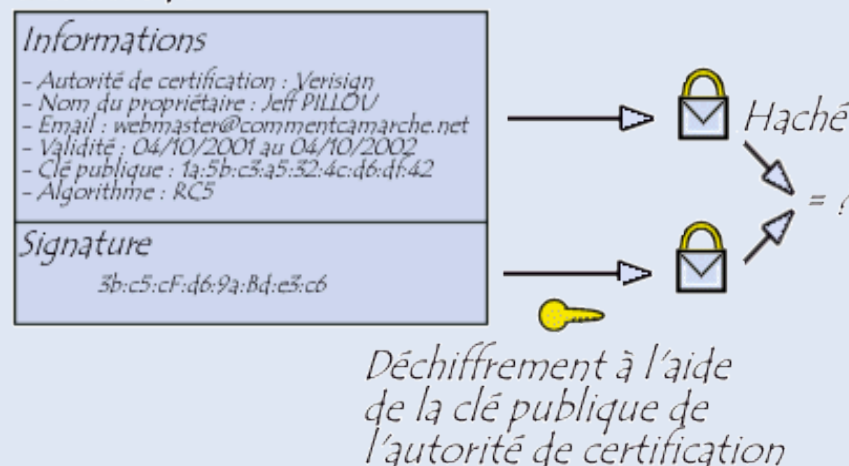 Informations
- Autorité de certification : Verisign
- Nom du propriétaire : Jeff PILLOU
- Email : webmaster@commentcamarche.net
- Validité : 04/10/2001 au 04/10/2002
- Clé publique : 1a:5b:c3:a5:32:4c:d6:df:42
- Algorithme : RC5
Haché
= ?
Signature
3b:c5:cF:d6:9a:Bd:e3:c6
Déchiffrement à l'aide
de la clé publique de
l'autorité de certification